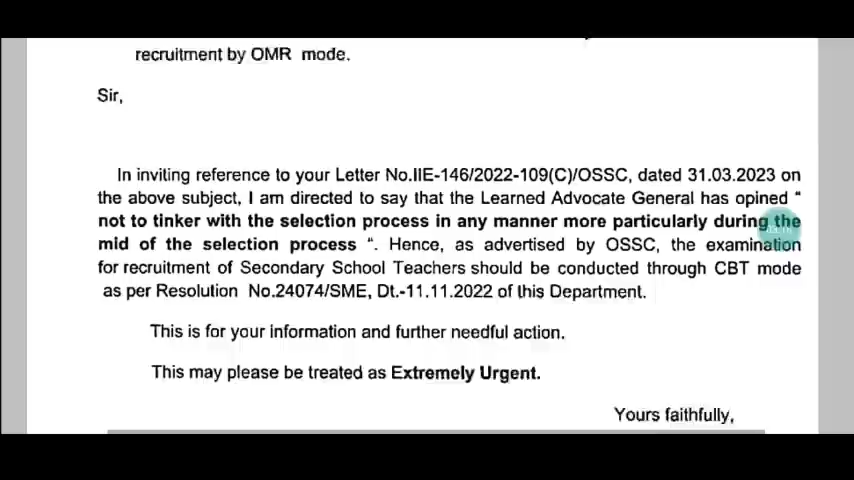 recruitment by OMR mode.
Sir,
In inviting reference to your Letter No.IIE-146/2022-109(C)/OSSC, dated 31.03.2023 on
the above subject, I am directed to say that the Learned Advocate General has opined "
not to tinker with the selection process in any manner more particularly during the
mid of the selection process ". Hence, as advertised by OSSC, the examination
for recruitment of Secondary School Teachers should be conducted through CBT mode
as per Resolution No.24074/SME, Dt.-11.11.2022 of this Department.
This is for your information and further needful action.
This may please be treated as Extremely Urgent.
Yours faithfully,